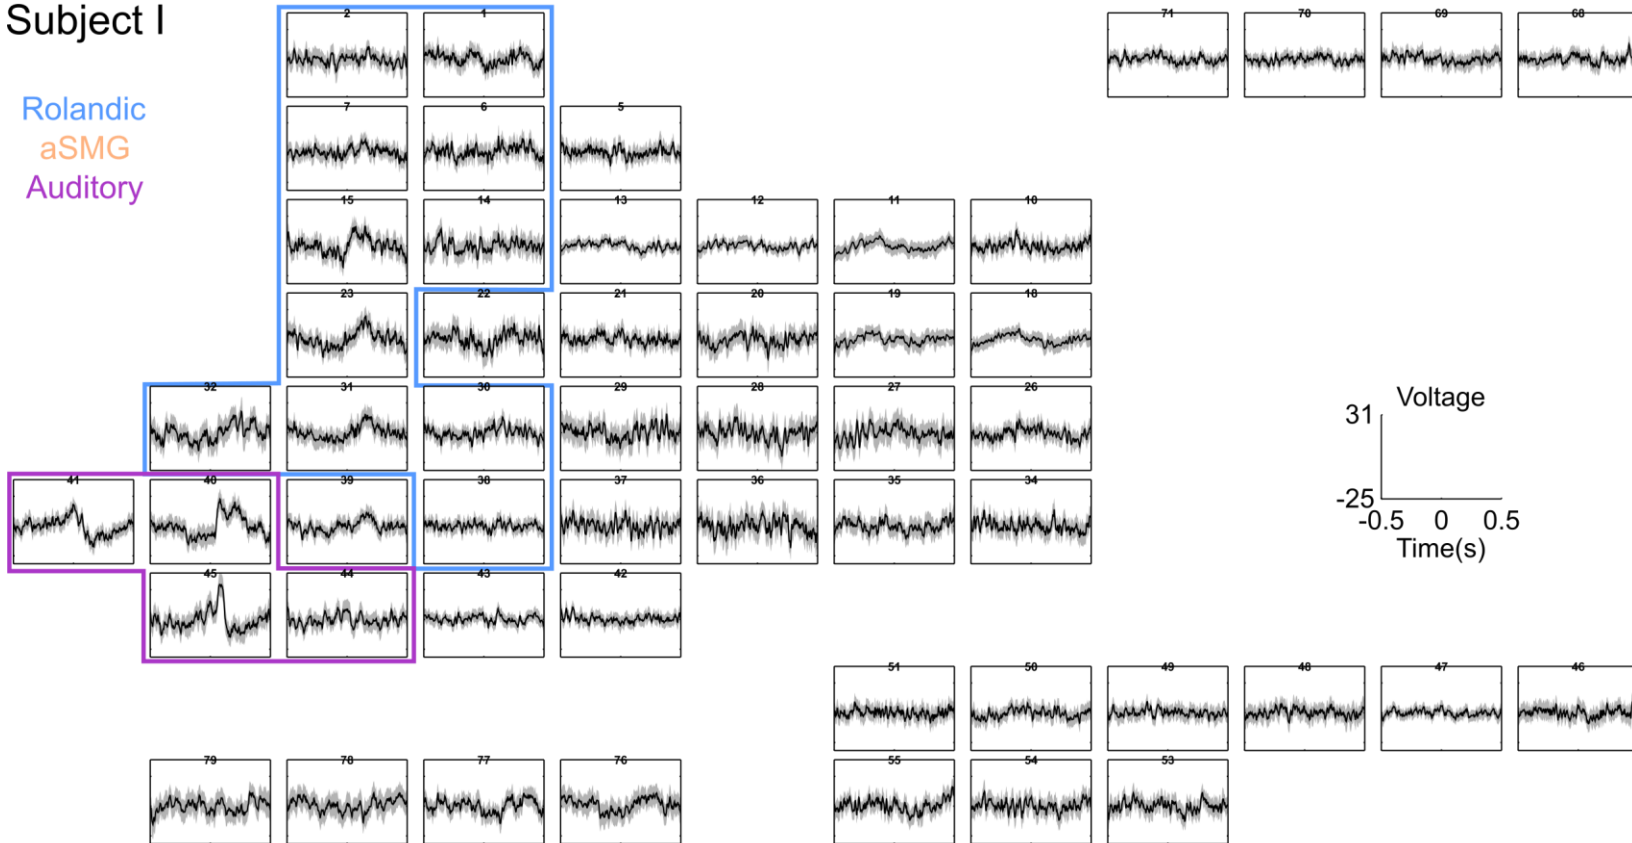 Subject I
2 1 71 70 69 68
Rolandic
7 6 5
aSMG
Auditory
15 14 13 12 11 10
23 22 21 20 19 18
32 31 30 29 28 27 26
Voltage
31
41 40 39 38 37 36 35 34
-25
-0.5 0 0.5
Time(s)
45 44 43 42
51 50 49 48 47 46
79 78 77 76 55 54 53